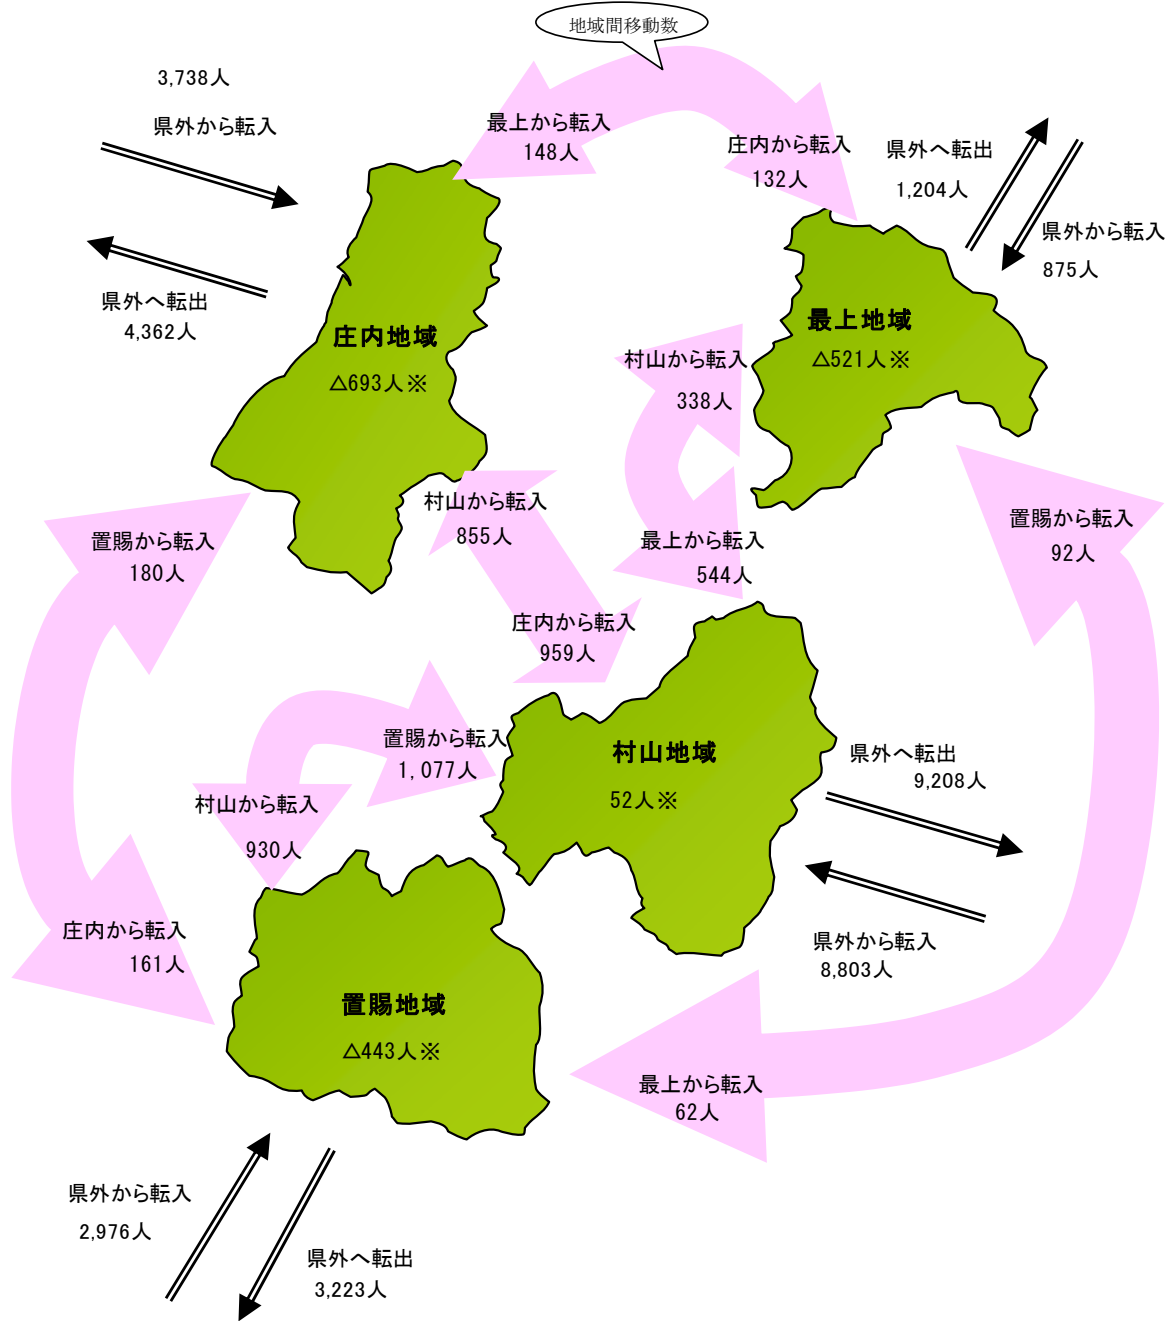 地域間移動数
3,738人
県外から転入
最上から転入
148人
庄内から転入
132人
県外へ転出
1,204人
県外から転入
875人
県外へ転出
4,362人
庄内地域
△693人※
最上地域
△521人※
村山から転入
338人
村山から転入
855人
置賜から転入
180人
最上から転入
544人
置賜から転入
92人
庄内から転入
959人
置賜から転入
1,077人
村山地域
52人※
県外へ転出
9,208人
村山から転入
930人
庄内から転入
161人
県外から転入
8,803人
置賜地域
△443人※
最上から転入
62人
県外から転入
2,976人
県外へ転出
3,223人